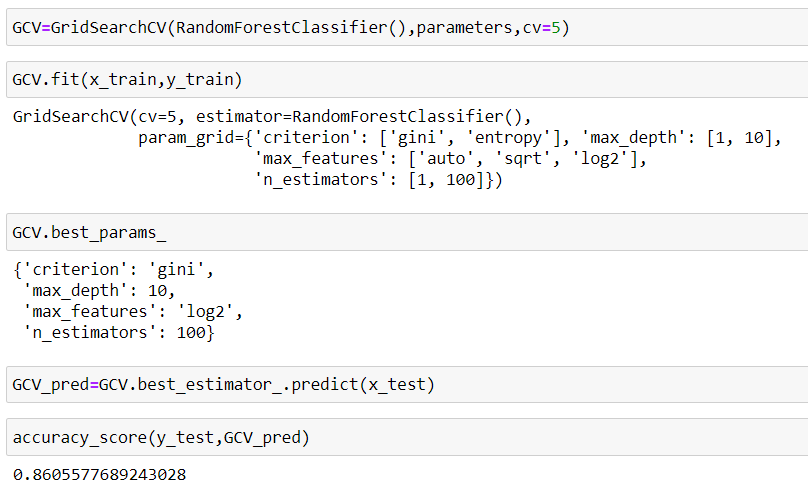 GCV=GridSearchCV(RandomForestClassifier(),parameters,cv=5)
GCV.fit(x_train,y_train)
GridSearchCV(cv=5, estimator=RandomForestClassifier(),
             param_grid={'criterion': ['gini', 'entropy'], 'max_depth': [1, 10],
                         'max_features': ['auto', 'sqrt', 'log2'],
                         'n_estimators': [1, 100]})
GCV.best_params_
{'criterion': 'gini',
 'max_depth': 10,
 'max_features': 'log2',
 'n_estimators': 100}
GCV_pred=GCV.best_estimator_.predict(x_test)
accuracy_score(y_test,GCV_pred)
0.8605577689243028